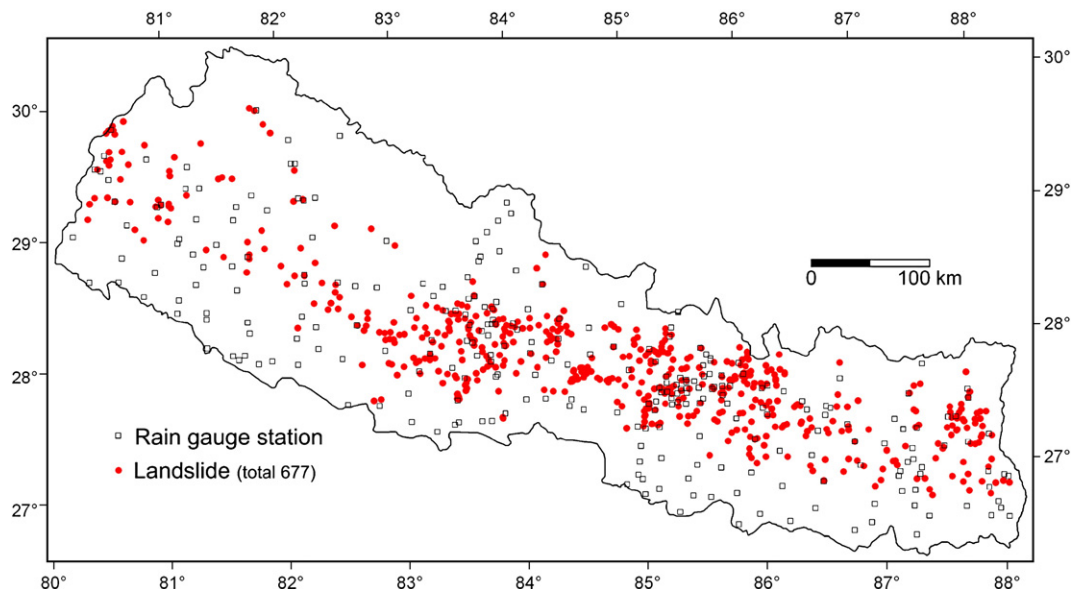 81° 82° 83° 84° 85° 86° 87° 88°
30° 30°
29° 29°
0 100 km
28° 28°
Rain gauge station
Landslide (total 677)
27° 27°
80° 81° 82° 83° 84° 85° 86° 87° 88°